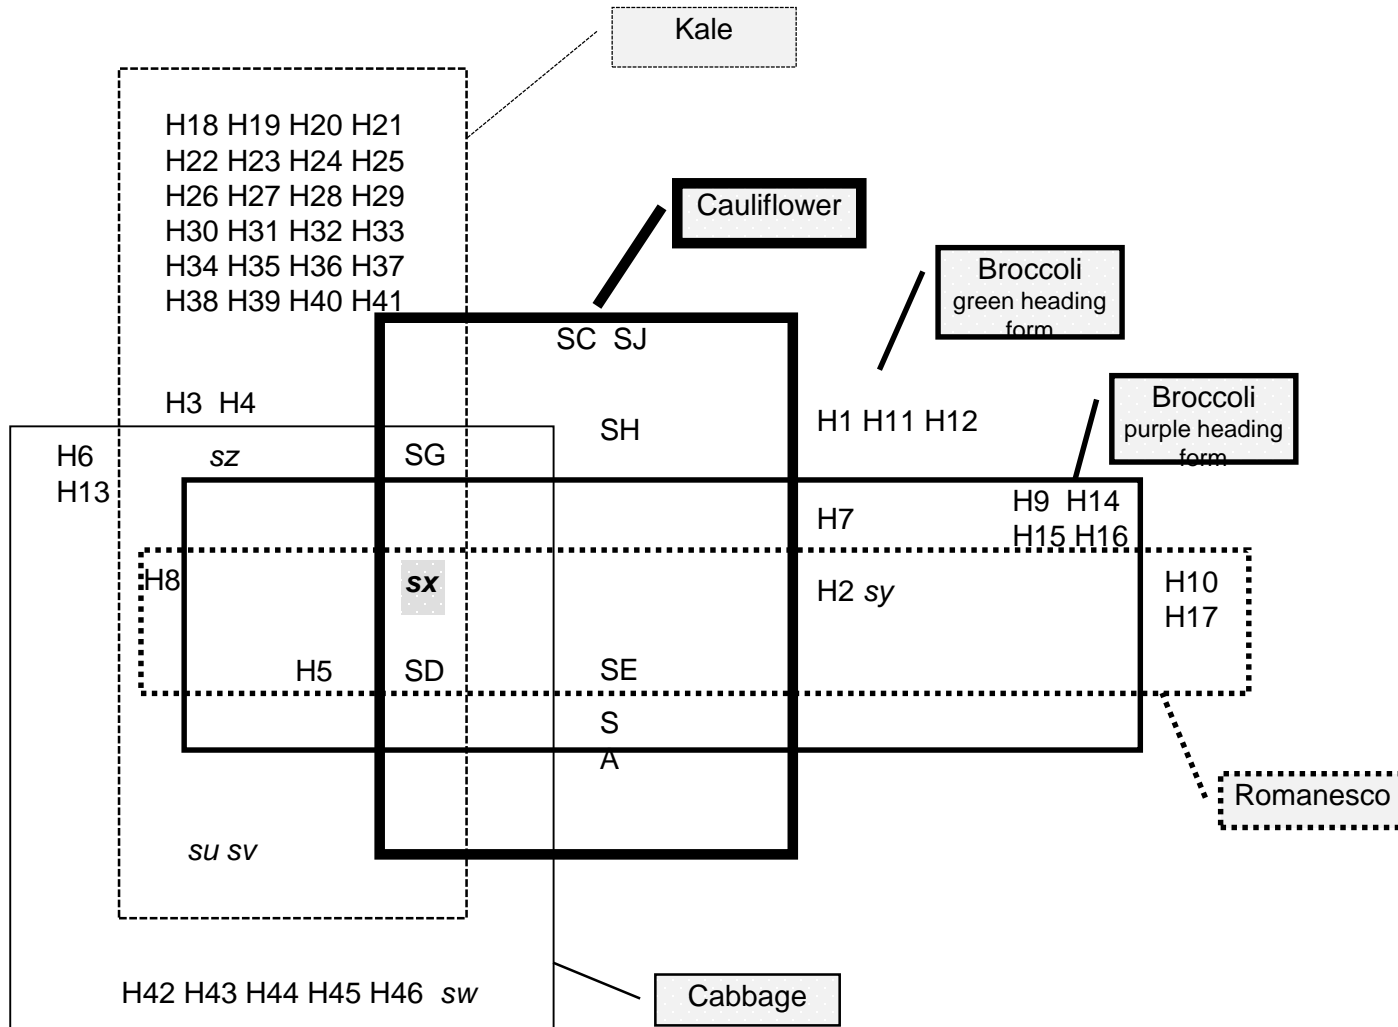 Kale
H18 H19 H20 H21
H22 H23 H24 H25
H26 H27 H28 H29
H30 H31 H32 H33
H34 H35 H36 H37
H38 H39 H40 H41
Cauliflower
Broccoli
green heading
form
SC SJ
Broccoli
purple heading
form
H3 H4
SH
H1 H11 H12
H6
H13
sz
SG
H7
H9 H14
H15 H16
H8
sx
H2 sy
H10
H17
H5
SD
SE
S
A
Romanesco
su sv
H42 H43 H44 H45 H46 sw
Cabbage